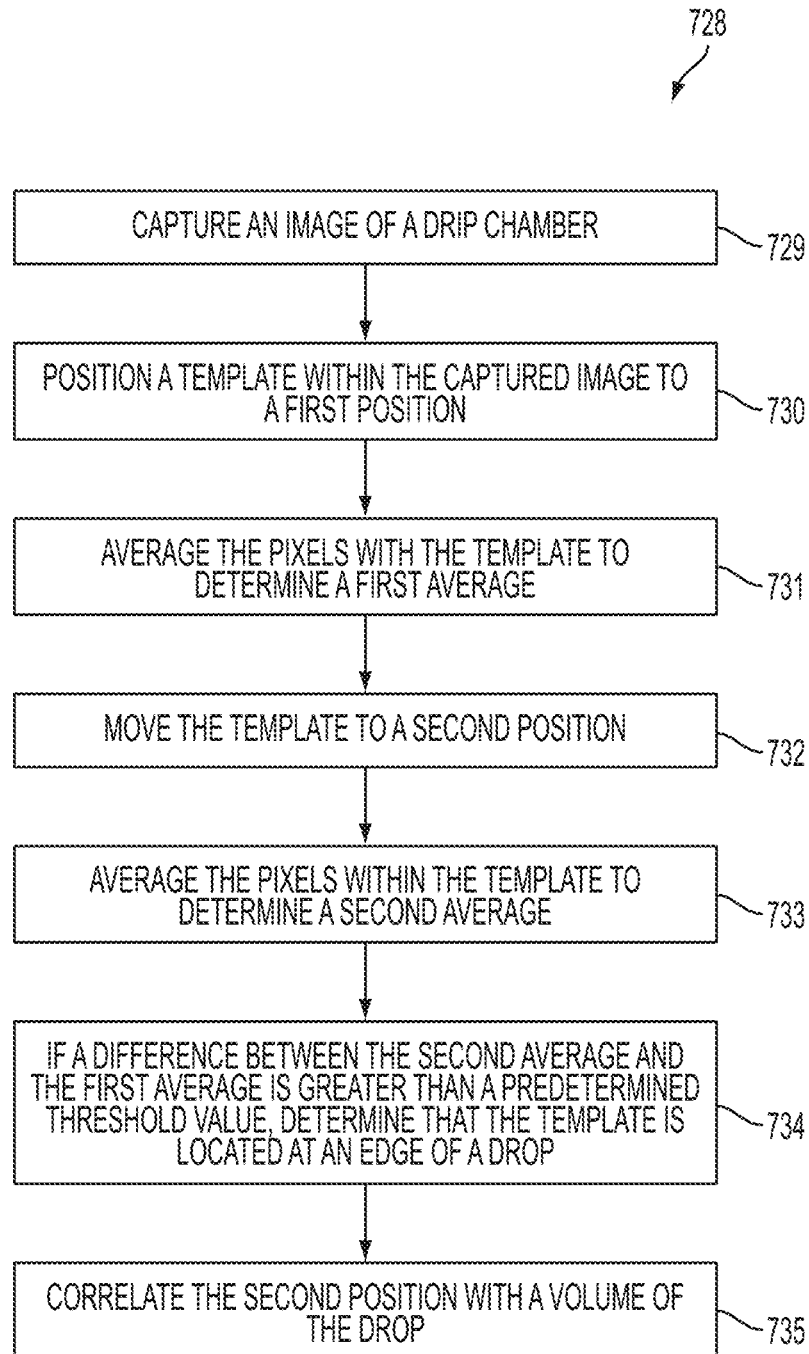 728
CAPTURE AN IMAGE OF A DRIP CHAMBER
729
POSITION A TEMPLATE WITHIN THE CAPTURED IMAGE TO
A FIRST POSITION
730
AVERAGE THE PIXELS WITH THE TEMPLATE TO
DETERMINE A FIRST AVERAGE
731
MOVE THE TEMPLATE TO A SECOND POSITION
732
AVERAGE THE PIXELS WITHIN THE TEMPLATE TO
DETERMINE A SECOND AVERAGE
733
IF A DIFFERENCE BETWEEN THE SECOND AVERAGE AND
THE FIRST AVERAGE IS GREATER THAN A PREDETERMINED
THRESHOLD VALUE, DETERMINE THAT THE TEMPLATE IS
LOCATED AT AN EDGE OF A DROP
734
CORRELATE THE SECOND POSITION WITH A VOLUME OF
THE DROP
735